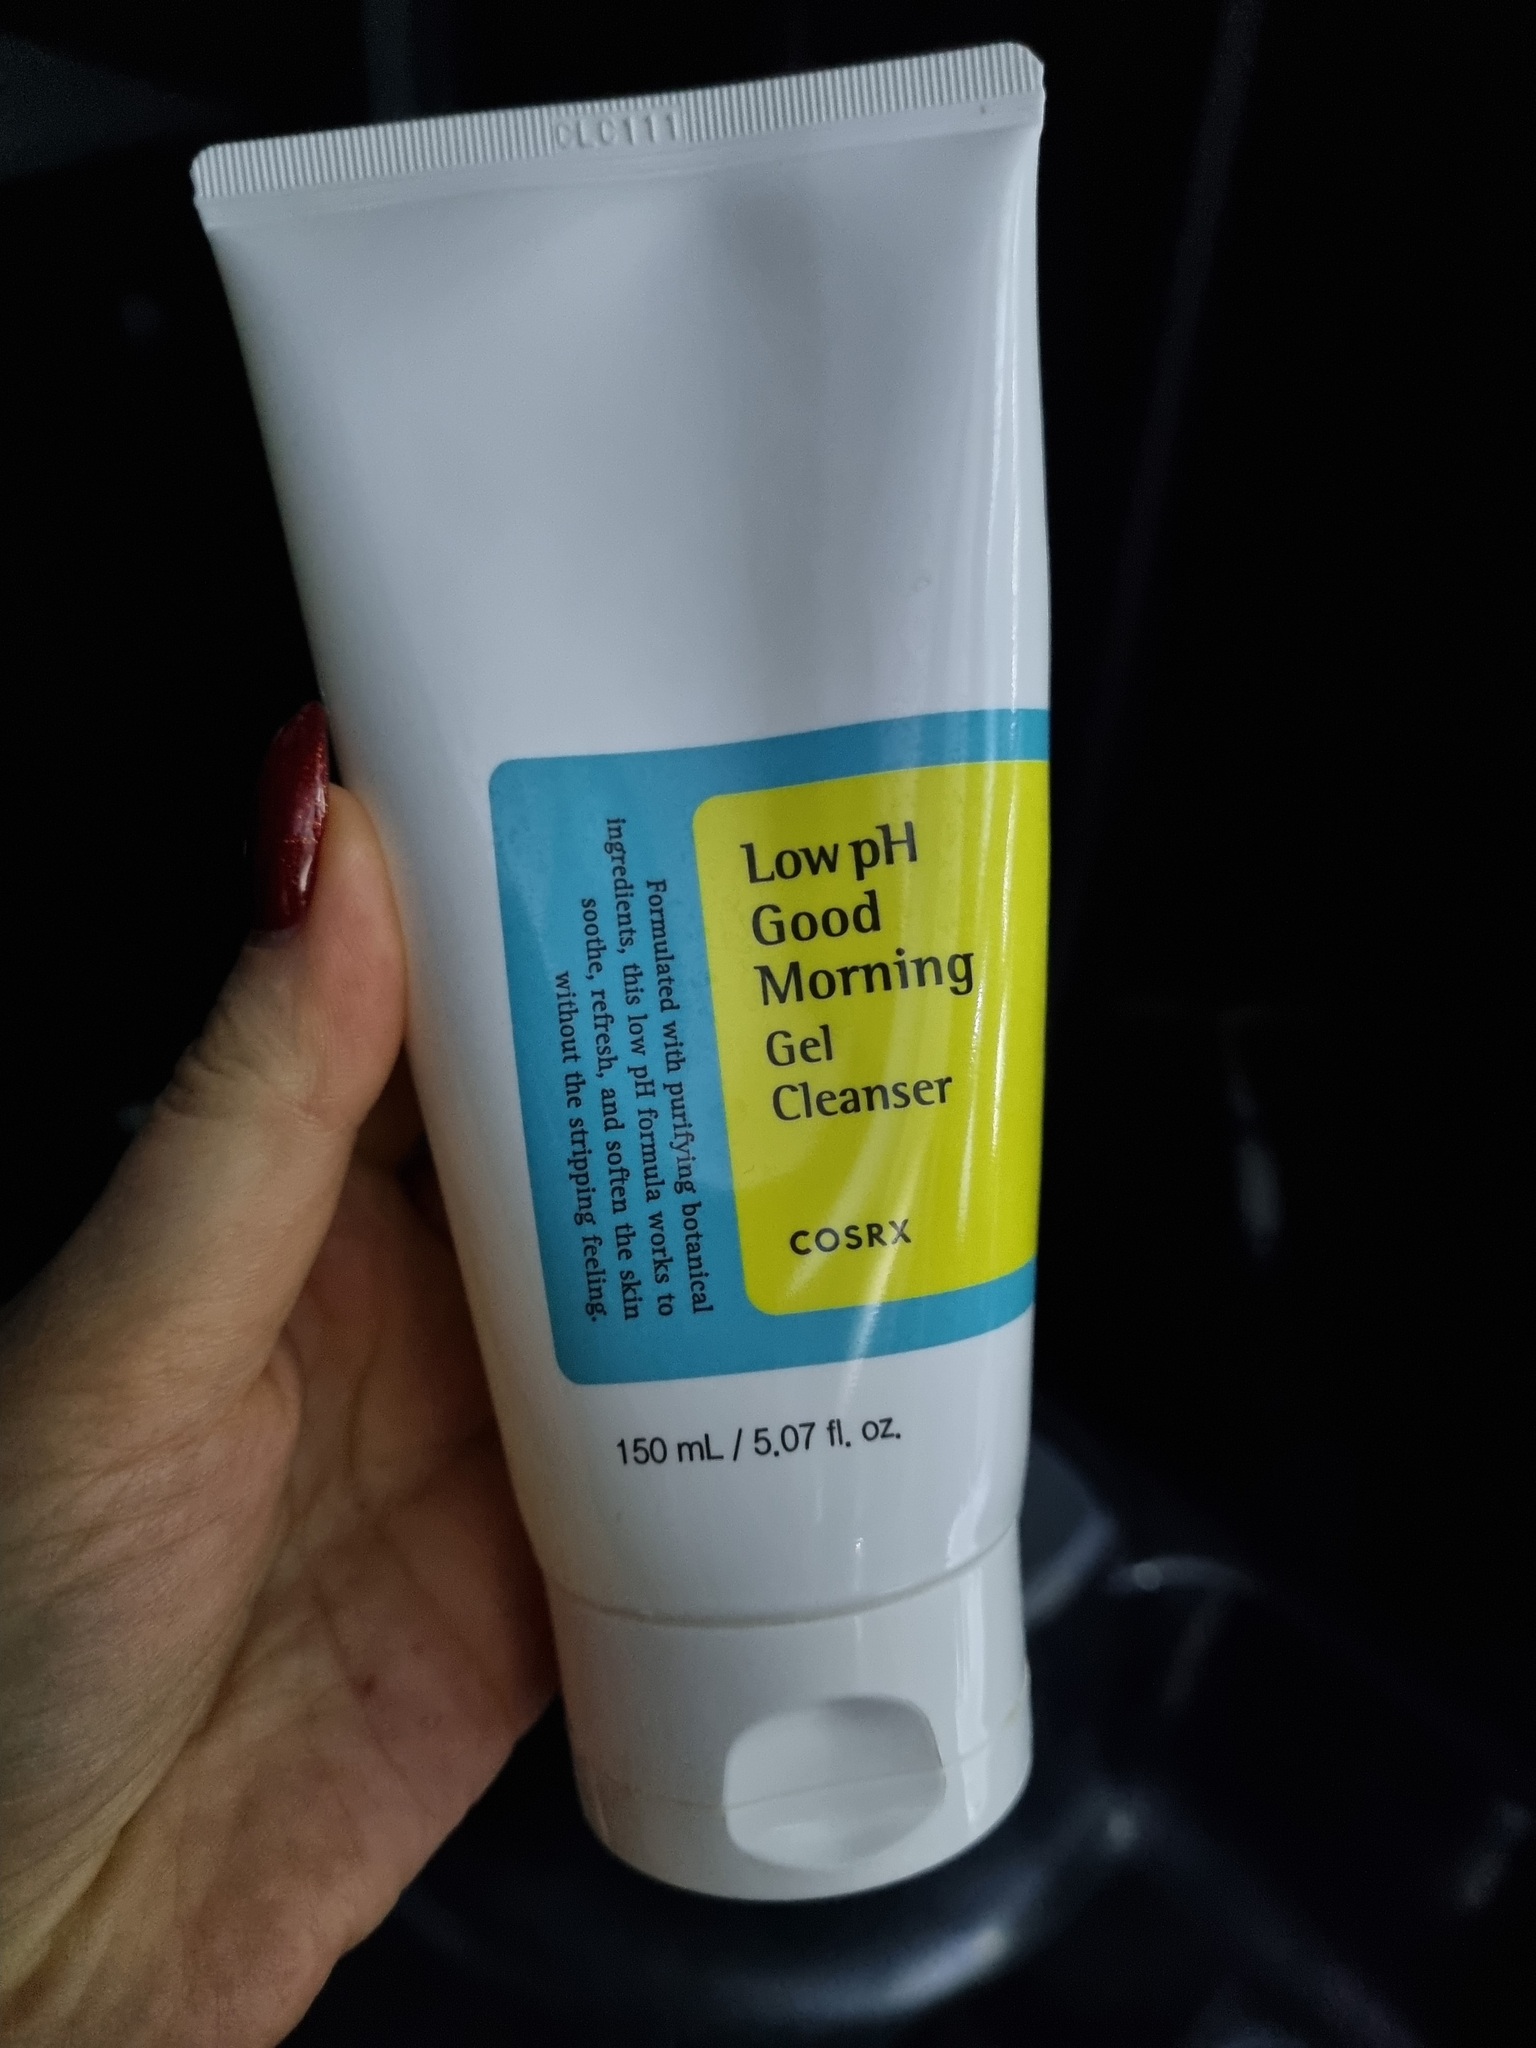 CLC111
Low pH
Good
Morning
Gel
Cleanser
COSRX
Formulated with purifying botanical
ingredients, this low pH formula works to
soothe, refresh, and soften the skin
without the stripping feeling.
150 mL / 5.07 fl. oz.